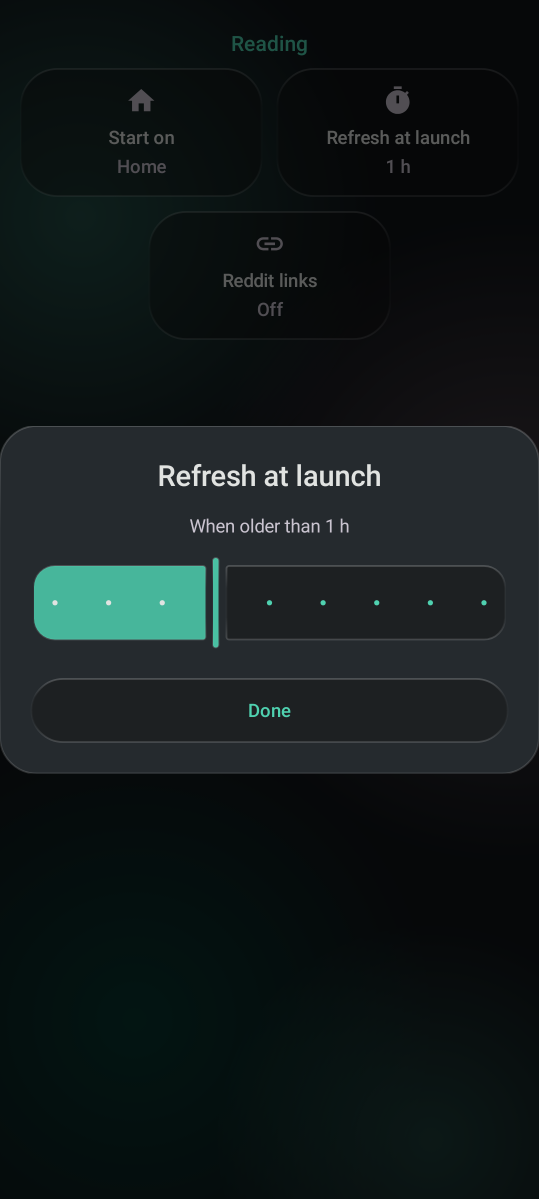 Reading
Start on
Home
Refresh at launch
1 h
Reddit links
Off
Refresh at launch
When older than 1 h
Done